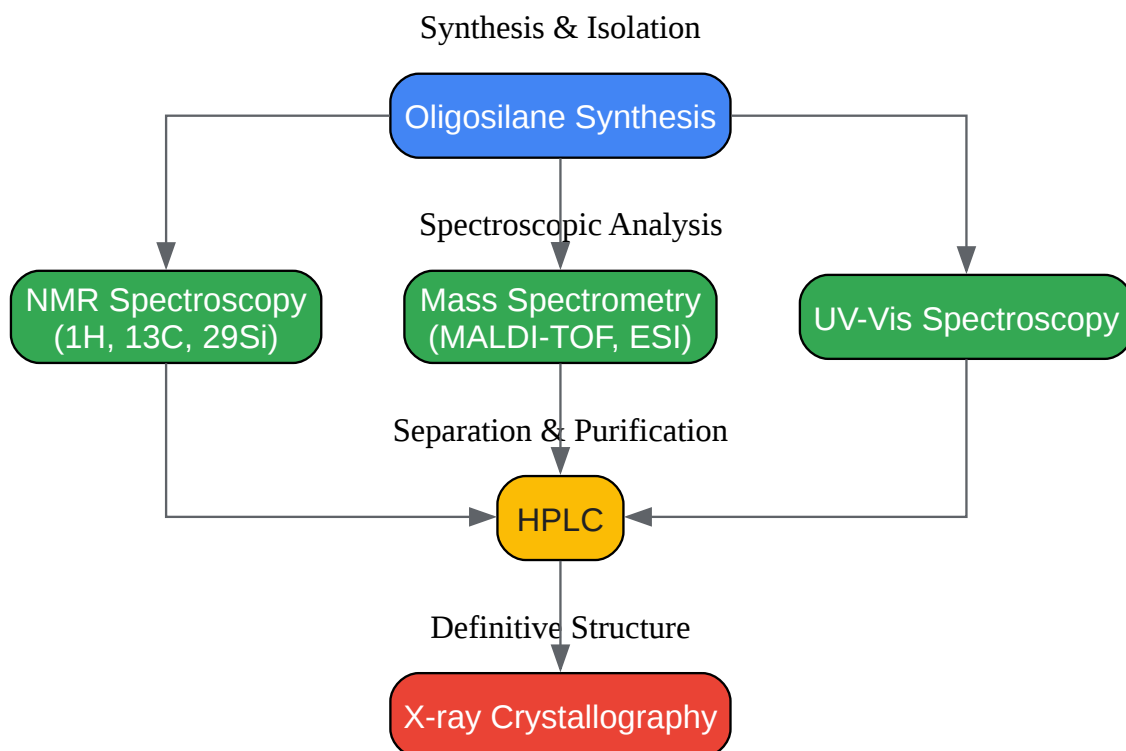 Synthesis & Isolation
Oligosilane Synthesis
Spectroscopic Analysis
NMR Spectroscopy
(1H, 13C, 29Si)
Mass Spectrometry
(MALDI-TOF, ESI)
UV-Vis Spectroscopy
Separation & Purification
HPLC
Definitive Structure
X-ray Crystallography